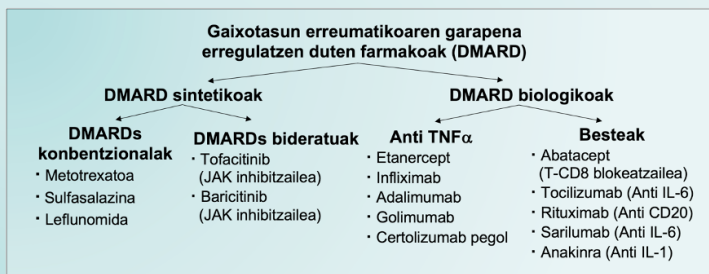 Gaixotasun erreumatikoaren garapena
erregulatzen duten farmakoak (DMARD)
DMARD sintetikoak
DMARD biologikoak
DMARDs
konbentzionalak
· Metotrexatoa
· Sulfasalazina
· Leflunomida
DMARDs bideratuak
· Tofacitinib
(JAK inhibitzailea)
· Baricitinib
(JAK inhibitzailea)
Anti TNFα
· Etanercept
· Infliximab
· Adalimumab
· Golimumab
· Certolizumab pegol
Besteak
· Abatacept
(T-CD8 blokeatzailea)
· Tocilizumab (Anti IL-6)
· Rituximab (Anti CD20)
· Sarilumab (Anti IL-6)
· Anakinra (Anti IL-1)